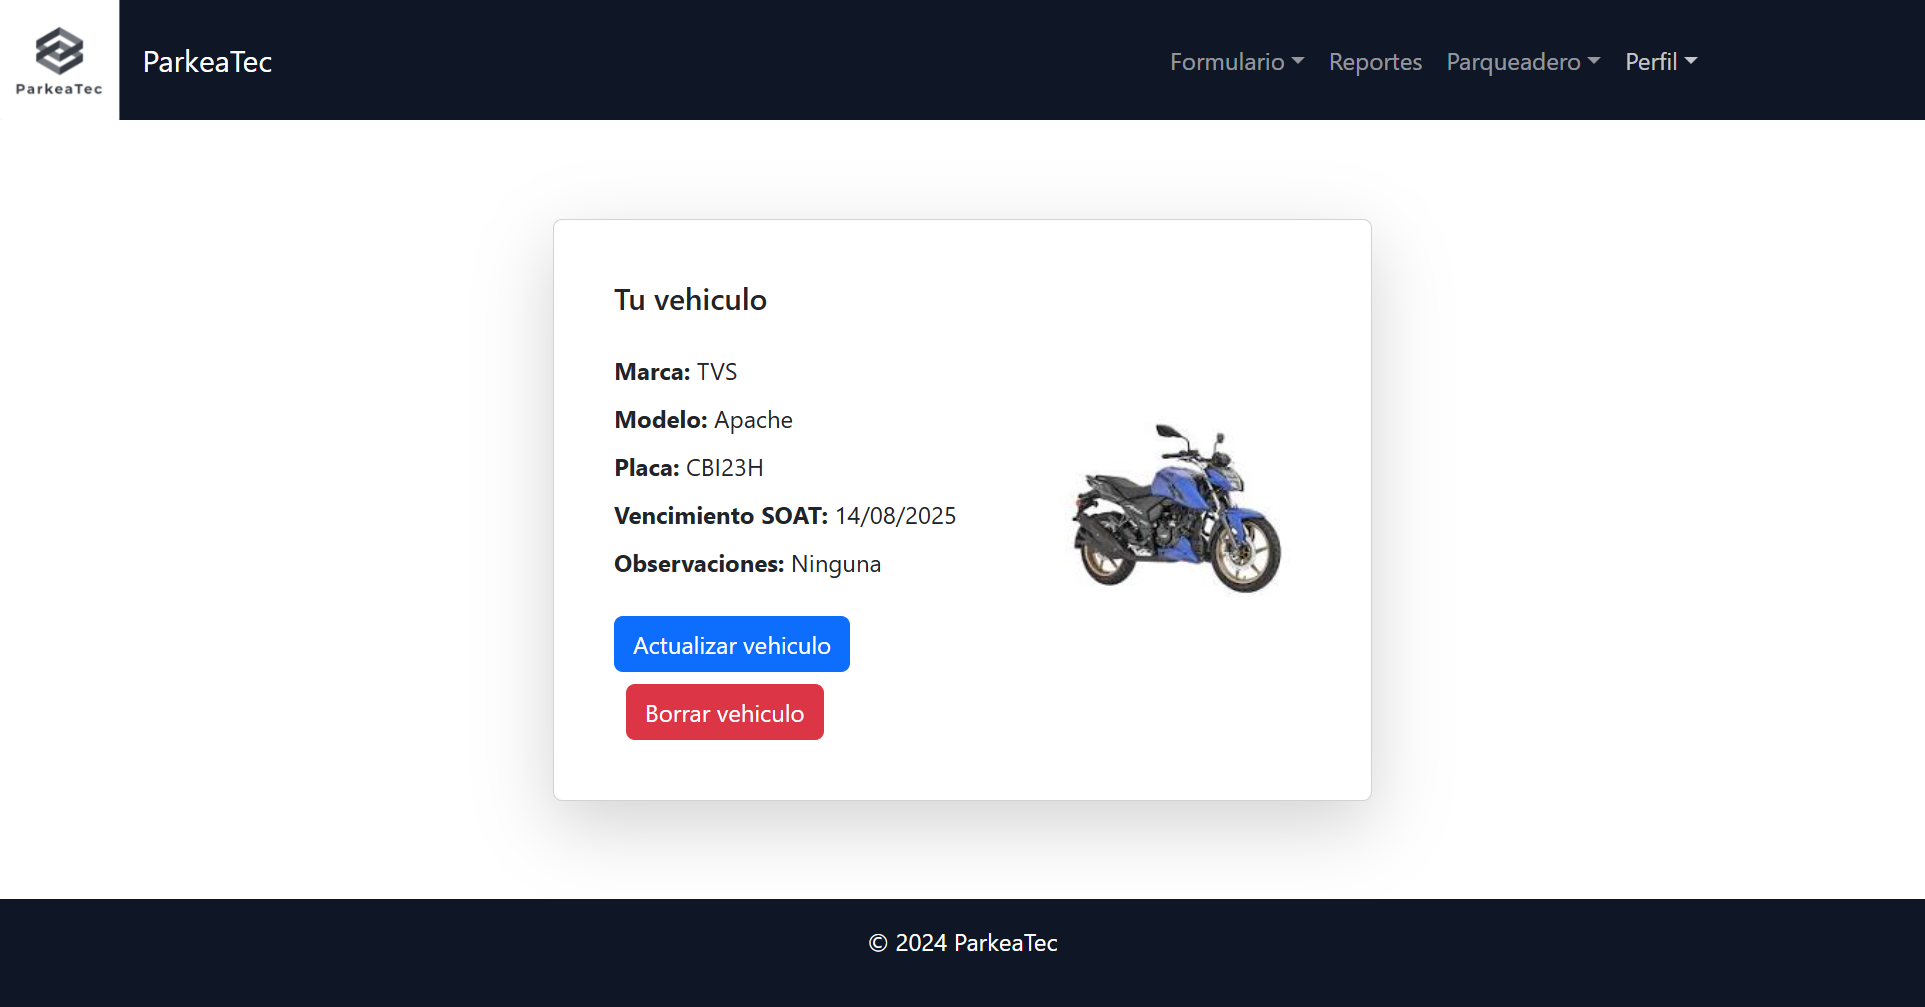 ParkeaTec
ParkeaTec
Formulario
Reportes
Parqueadero
Perfil
Tu vehiculo
Marca: TVS
Modelo: Apache
Placa: CBI23H
Vencimiento SOAT: 14/08/2025
Observaciones: Ninguna
Actualizar vehiculo
Borrar vehiculo
© 2024 ParkeaTec